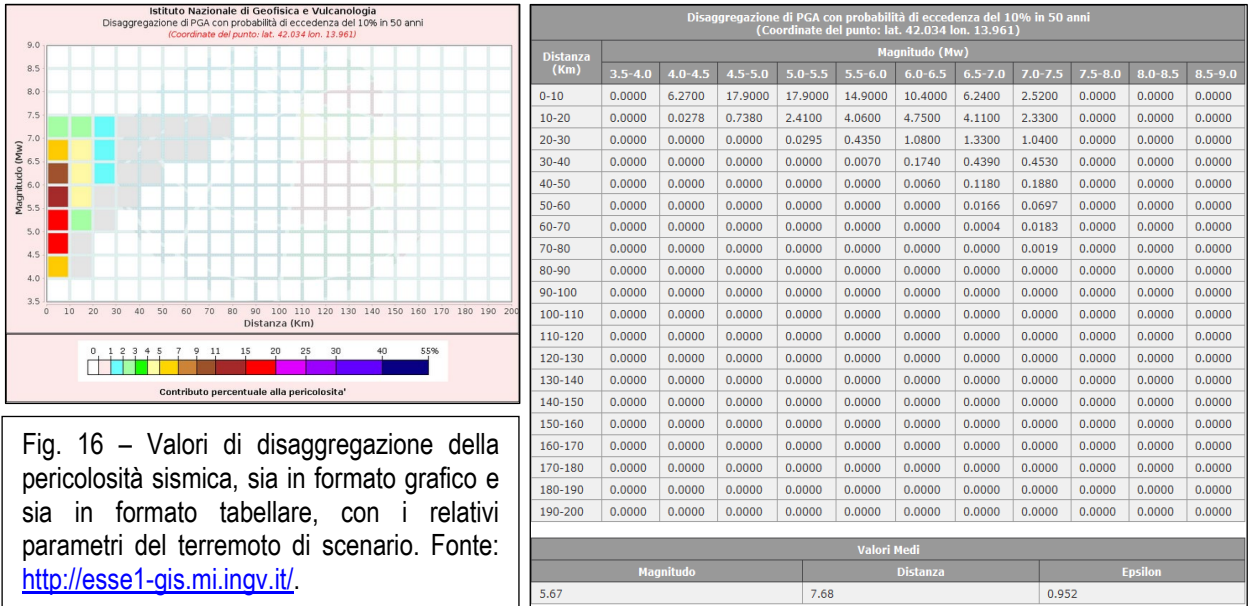 Istituto Nazionale di Geofisica e Vulcanologia
Disaggregazione di PGA con probabilità di eccedenza del 10% in 50 anni
(Coordinate del punto: lat. 42.034 lon. 13.961)
Magnitudo (Mw)
9.0
8.5
8.0
7.5
7.0
6.5
6.0
5.5
5.0
4.5
4.0
3.5
0 10 20 30 40 50 60 70 80 90 100 110 120 130 140 150 160 170 180 190 200
Distanza (Km)
0 1 2 3 4 5 7 9 11 15 20 25 30 40 55%
Contributo percentuale alla pericolosita'
Fig. 16 – Valori di disaggregazione della
pericolosità sismica, sia in formato grafico e
sia in formato tabellare, con i relativi
parametri del terremoto di scenario. Fonte:
http://esse1-gis.mi.ingv.it/.
Disaggregazione di PGA con probabilità di eccedenza del 10% in 50 anni
(Coordinate del punto: lat. 42.034 lon. 13.961)
Distanza (Km) Magnitudo (Mw)
3.5-4.0 4.0-4.5 4.5-5.0 5.0-5.5 5.5-6.0 6.0-6.5 6.5-7.0 7.0-7.5 7.5-8.0 8.0-8.5 8.5-9.0
0-10 0.0000 6.2700 17.9000 17.9000 14.9000 10.4000 6.2400 2.5200 0.0000 0.0000 0.0000
10-20 0.0000 0.0278 0.7380 2.4100 4.0600 4.7500 4.1100 2.3300 0.0000 0.0000 0.0000
20-30 0.0000 0.0000 0.0000 0.0295 0.4350 1.0800 1.3300 1.0400 0.0000 0.0000 0.0000
30-40 0.0000 0.0000 0.0000 0.0000 0.0070 0.1740 0.4390 0.4530 0.0000 0.0000 0.0000
40-50 0.0000 0.0000 0.0000 0.0000 0.0000 0.0060 0.1180 0.1880 0.0000 0.0000 0.0000
50-60 0.0000 0.0000 0.0000 0.0000 0.0000 0.0000 0.0166 0.0697 0.0000 0.0000 0.0000
60-70 0.0000 0.0000 0.0000 0.0000 0.0000 0.0000 0.0004 0.0183 0.0000 0.0000 0.0000
70-80 0.0000 0.0000 0.0000 0.0000 0.0000 0.0000 0.0000 0.0019 0.0000 0.0000 0.0000
80-90 0.0000 0.0000 0.0000 0.0000 0.0000 0.0000 0.0000 0.0000 0.0000 0.0000 0.0000
90-100 0.0000 0.0000 0.0000 0.0000 0.0000 0.0000 0.0000 0.0000 0.0000 0.0000 0.0000
100-110 0.0000 0.0000 0.0000 0.0000 0.0000 0.0000 0.0000 0.0000 0.0000 0.0000 0.0000
110-120 0.0000 0.0000 0.0000 0.0000 0.0000 0.0000 0.0000 0.0000 0.0000 0.0000 0.0000
120-130 0.0000 0.0000 0.0000 0.0000 0.0000 0.0000 0.0000 0.0000 0.0000 0.0000 0.0000
130-140 0.0000 0.0000 0.0000 0.0000 0.0000 0.0000 0.0000 0.0000 0.0000 0.0000 0.0000
140-150 0.0000 0.0000 0.0000 0.0000 0.0000 0.0000 0.0000 0.0000 0.0000 0.0000 0.0000
150-160 0.0000 0.0000 0.0000 0.0000 0.0000 0.0000 0.0000 0.0000 0.0000 0.0000 0.0000
160-170 0.0000 0.0000 0.0000 0.0000 0.0000 0.0000 0.0000 0.0000 0.0000 0.0000 0.0000
170-180 0.0000 0.0000 0.0000 0.0000 0.0000 0.0000 0.0000 0.0000 0.0000 0.0000 0.0000
180-190 0.0000 0.0000 0.0000 0.0000 0.0000 0.0000 0.0000 0.0000 0.0000 0.0000 0.0000
190-200 0.0000 0.0000 0.0000 0.0000 0.0000 0.0000 0.0000 0.0000 0.0000 0.0000 0.0000
Valori Medi
Magnitudo Distanza Epsilon
5.67 7.68 0.952